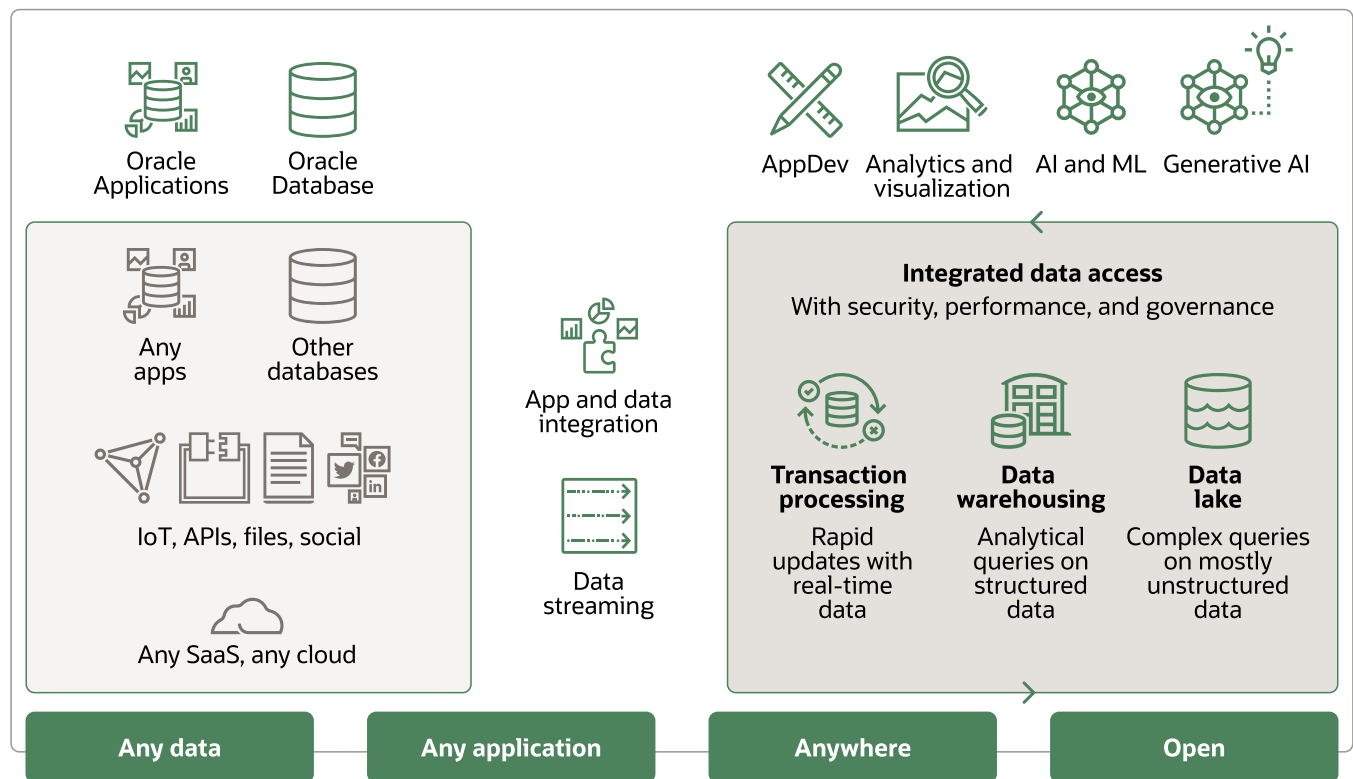 Oracle
Applications
Oracle
Database
Any
apps
Other
databases
IoT, APIs, files, social
Any SaaS, any cloud
App and data
integration
Data
streaming
AppDev
Analytics and
visualization
AI and ML
Generative AI
Integrated data access
With security, performance, and governance
Transaction
processing
Rapid
updates with
real-time
data
Data
warehousing
Analytical
queries on
structured
data
Data
lake
Complex queries
on mostly
unstructured
data
Any data
Any application
Anywhere
Open